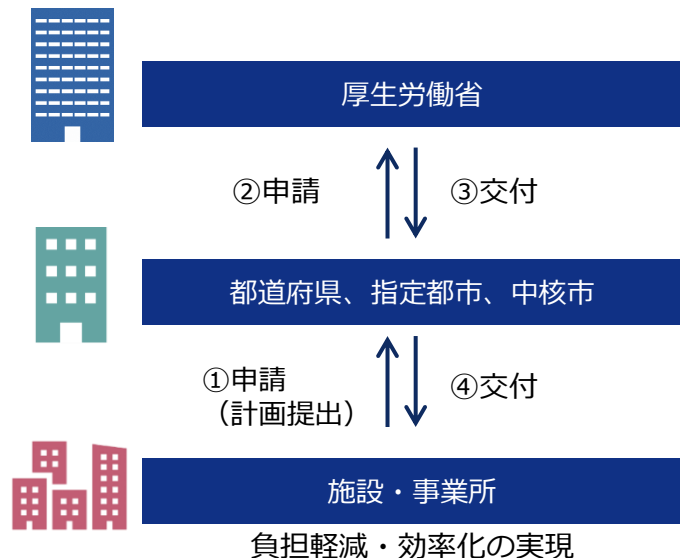 厚生労働省
②申請
③交付
都道府県、指定都市、中核市
①申請
（計画提出）
④交付
施設・事業所
負担軽減・効率化の実現